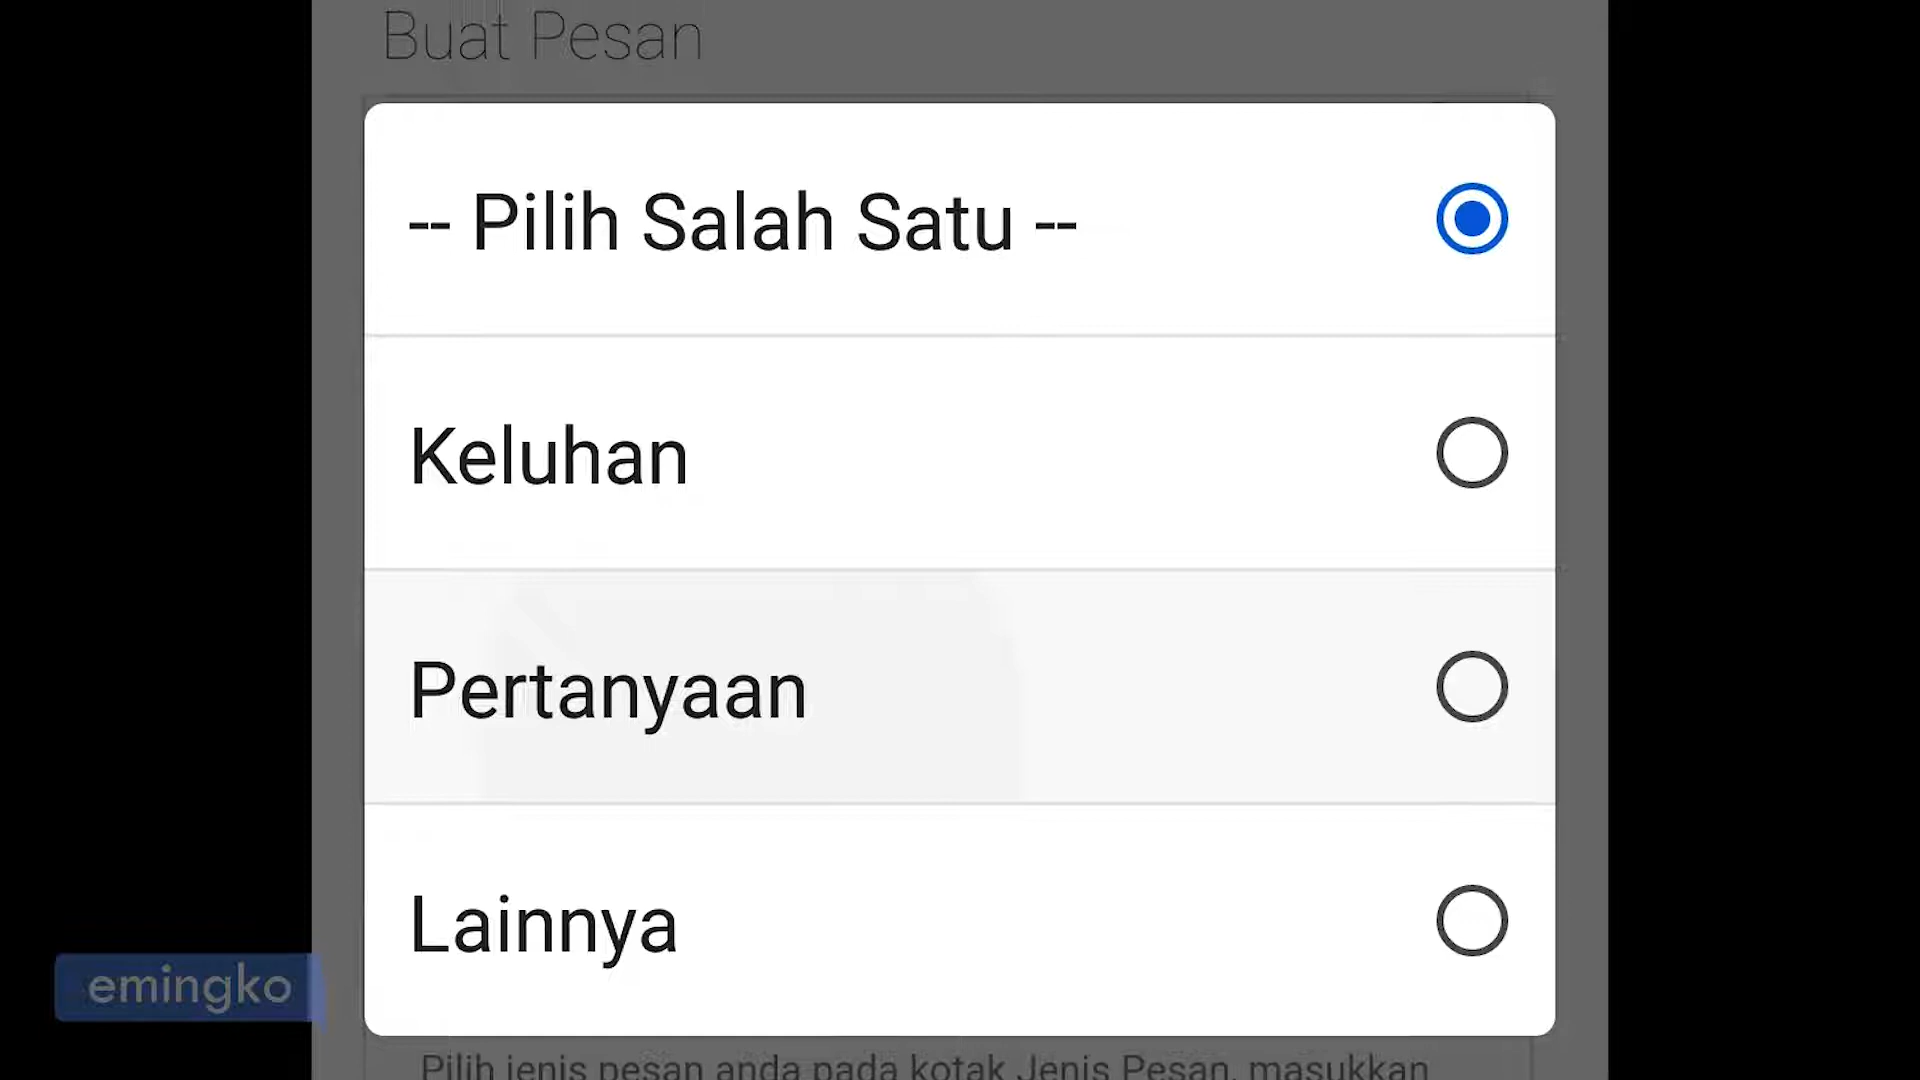 Buat Pesan
-- Pilih Salah Satu --
Keluhan
Pertanyaan
Lainnya
emingko
Pilih jenis pesan anda pada kotak Jenis Pesan, masukkan